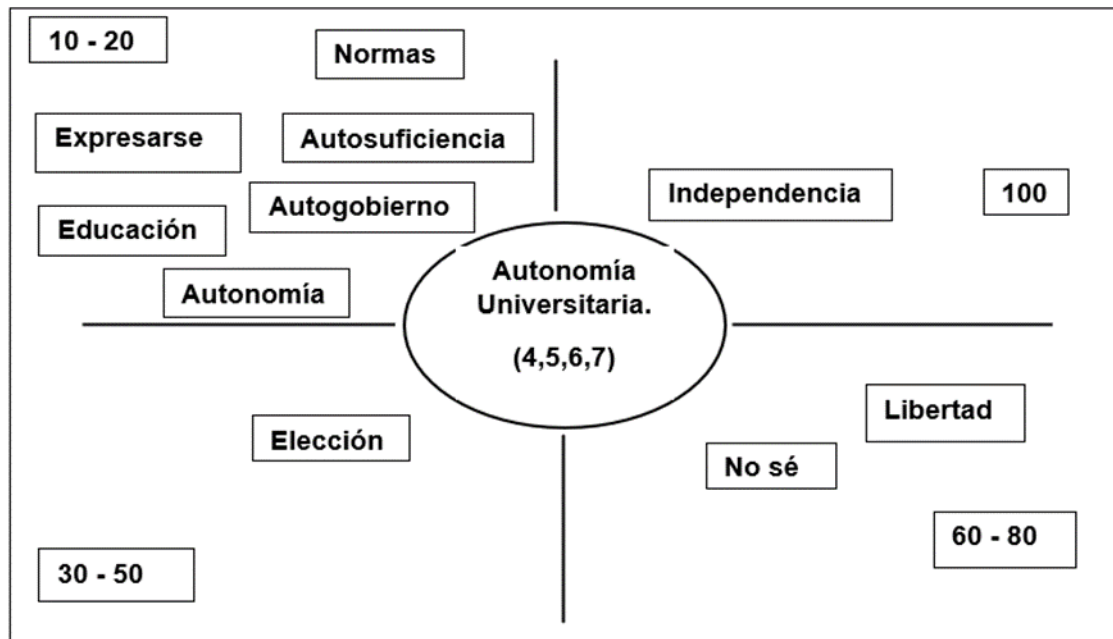 10 - 20
Normas
Expresarse
Autosuficiencia
Educación
Autogobierno
Autonomía
Independencia
100
Autonomía
Universitaria.
(4,5,6,7)
Elección
30 - 50
Libertad
No sé
60 - 80